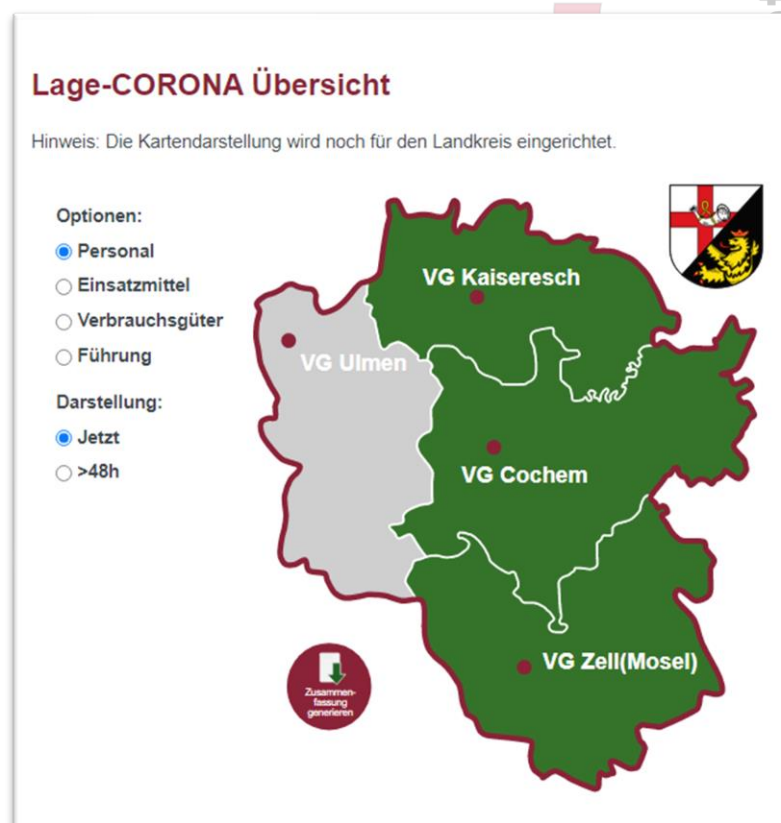 Lage-CORONA Übersicht
Hinweis: Die Kartendarstellung wird noch für den Landkreis eingerichtet.
Optionen:
Personal
Einsatzmittel
Verbrauchsgüter
Führung
Darstellung:
Jetzt
>48h
VG Kaiseresch
VG Ulmen
VG Cochem
VG Zell(Mosel)
Zusammen-
fassung
generieren